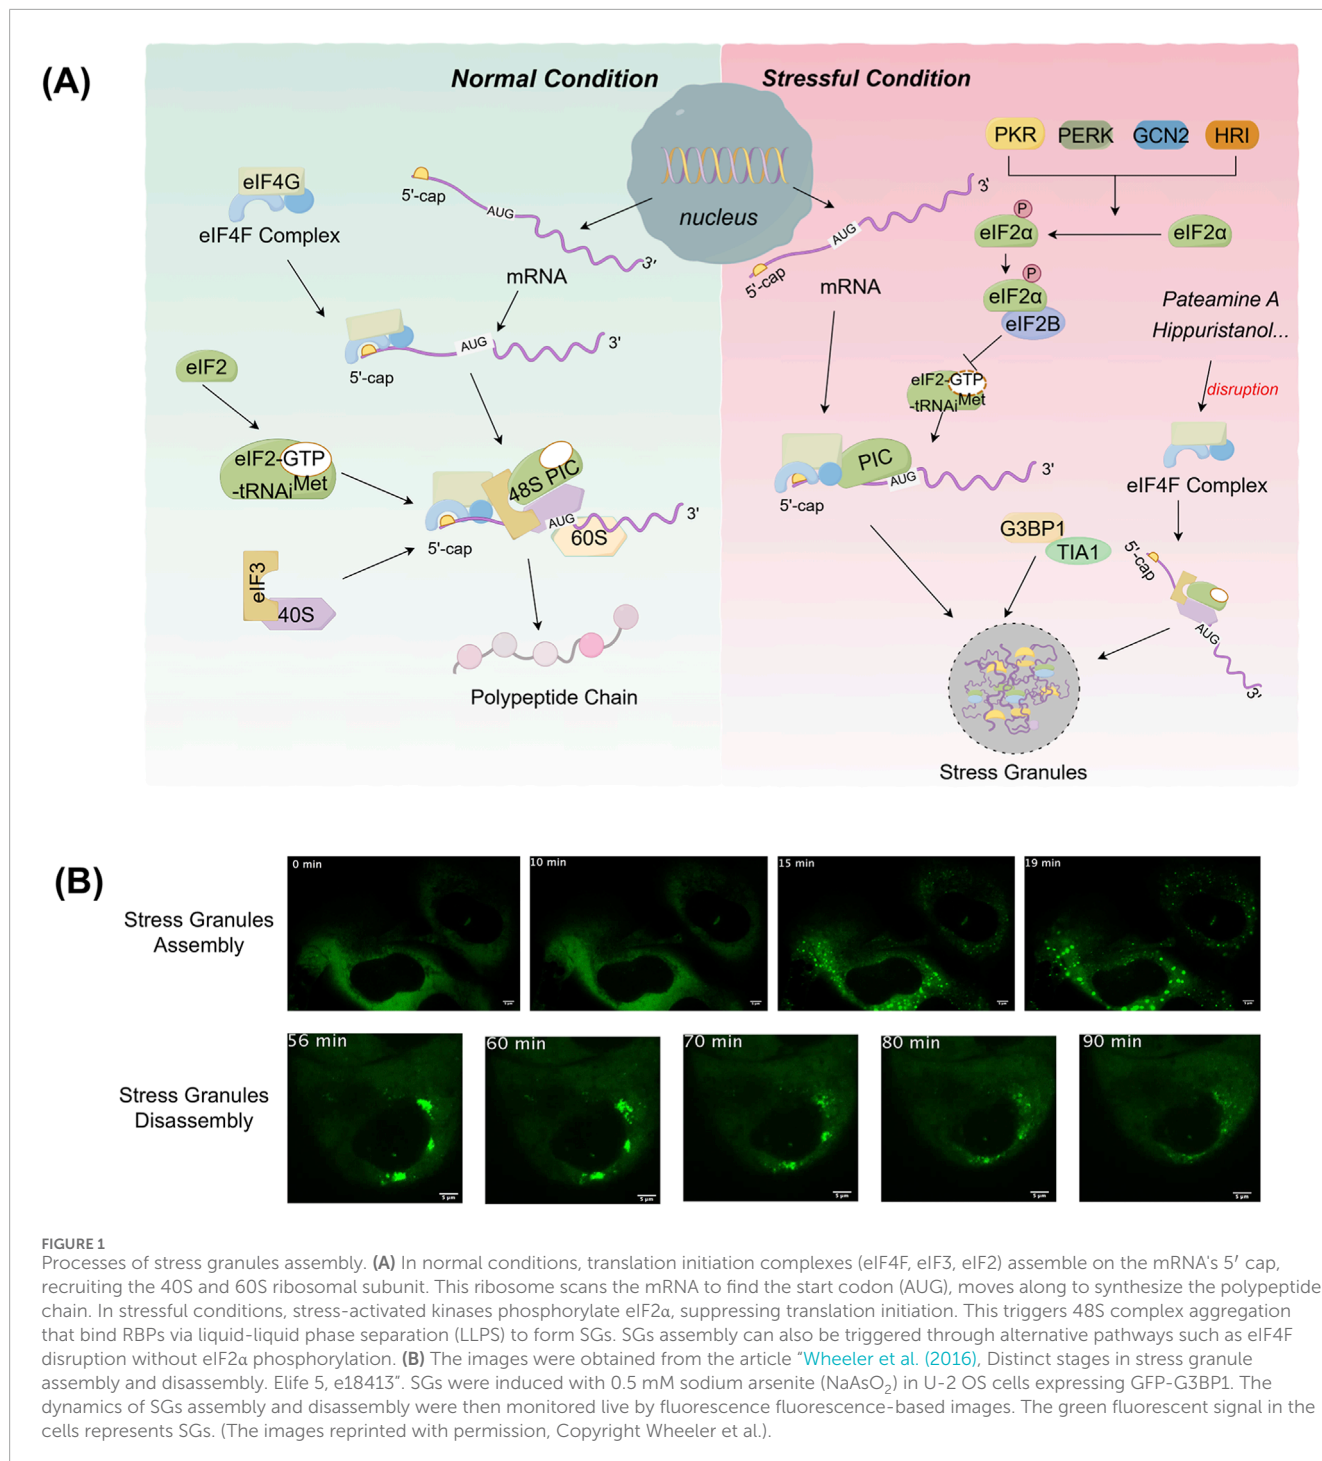 (A)
Normal Condition
Stressful Condition
PKR
PERK
GCN2
HRI
eIF4G
eIF4F Complex
5'-cap
AUG
3'
mRNA
nucleus
3'
AUG
5'-cap
mRNA
P
eIF2α
eIF2α
P
eIF2α
eIF2B
Pateamine A
Hippuristanol...
disruption
eIF2
AUG
3'
5'-cap
eIF2-GTP
-tRNAi Met
eIF2-GTP
-tRNAi Met
48S PIC
AUG
60S
3'
5'-cap
PIC
AUG
3'
5'-cap
eIF4F Complex
eIF3
40S
G3BP1
TIA1
5'-cap
AUG
3'
Polypeptide Chain
Stress Granules
(B)
Stress Granules
Assembly
0 min
10 min
15 min
19 min
Stress Granules
Disassembly
56 min
60 min
70 min
80 min
90 min
5 μm
5 μm
5 μm
5 μm
5 μm
FIGURE 1
Processes of stress granules assembly. (A) In normal conditions, translation initiation complexes (eIF4F, eIF3, eIF2) assemble on the mRNA's 5′ cap,
recruiting the 40S and 60S ribosomal subunit. This ribosome scans the mRNA to find the start codon (AUG), moves along to synthesize the polypeptide
chain. In stressful conditions, stress-activated kinases phosphorylate eIF2α, suppressing translation initiation. This triggers 48S complex aggregation
that bind RBPs via liquid-liquid phase separation (LLPS) to form SGs. SGs assembly can also be triggered through alternative pathways such as eIF4F
disruption without eIF2α phosphorylation. (B) The images were obtained from the article "Wheeler et al. (2016), Distinct stages in stress granule
assembly and disassembly. Elife 5, e18413". SGs were induced with 0.5 mM sodium arsenite (NaAsO₂) in U-2 OS cells expressing GFP-G3BP1. The
dynamics of SGs assembly and disassembly were then monitored live by fluorescence fluorescence-based images. The green fluorescent signal in the
cells represents SGs. (The images reprinted with permission, Copyright Wheeler et al.).